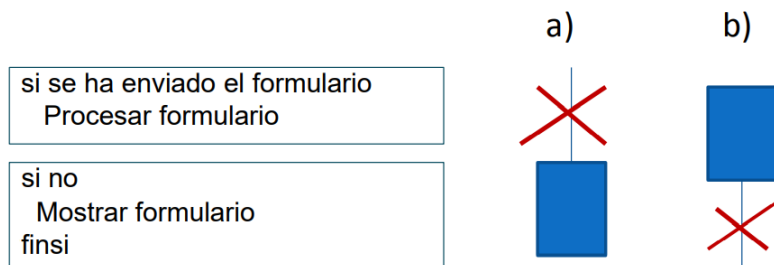 a) b)
si se ha enviado el formulario
Procesar formulario
si no
Mostrar formulario
finsi